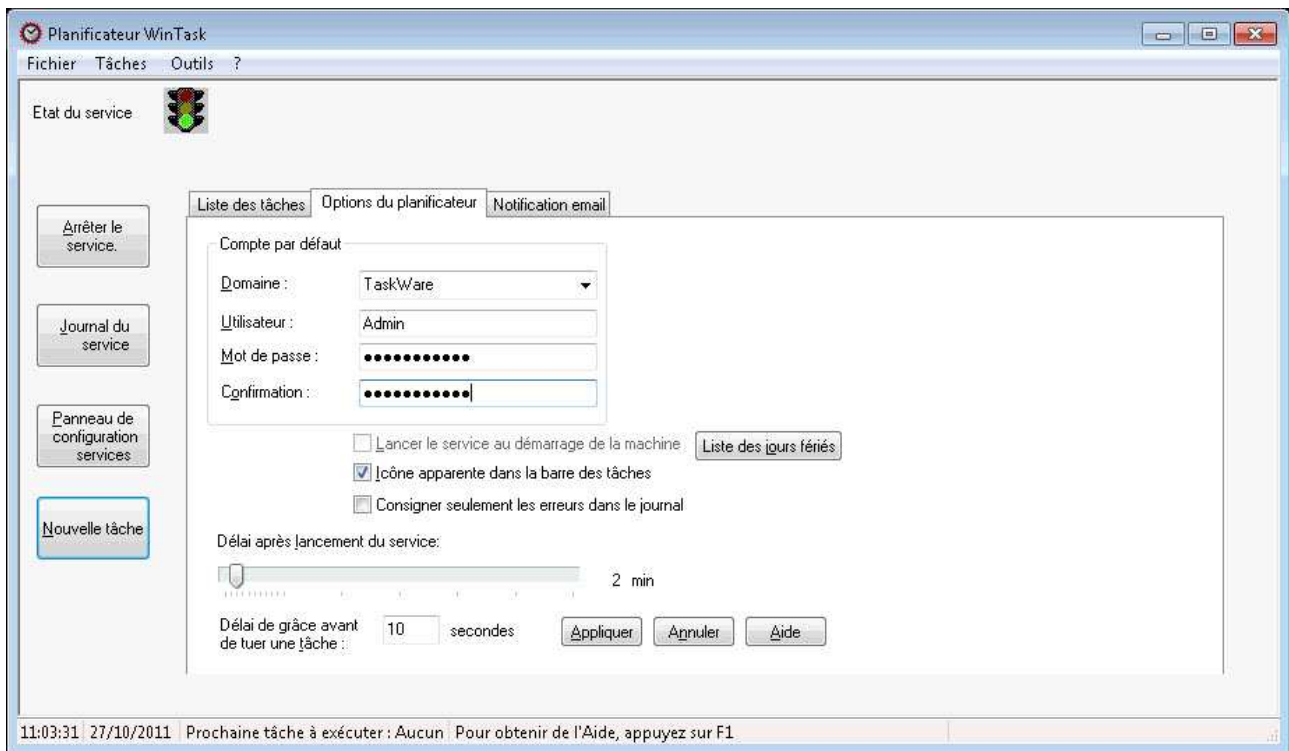 Planificateur WinTask
Fichier Tâches Outils ?
Etat du service
Arrêter le
service.
Journal du
service
Panneau de
configuration
services
Nouvelle tâche
Liste des tâches Options du planificateur Notification email
Compte par défaut
Domaine : TaskWare
Utilisateur : Admin
Mot de passe : ●●●●●●●●●●●
Confirmation : ●●●●●●●●●●●
Lancer le service au démarrage de la machine Liste des jours fériés
Icône apparente dans la barre des tâches
Consigner seulement les erreurs dans le journal
Délai après lancement du service:
2 min
Délai de grâce avant
de tuer une tâche : 10 secondes Appliquer Annuler Aide
11:03:31 27/10/2011 Prochaine tâche à exécuter : Aucun Pour obtenir de l'Aide, appuyez sur F1